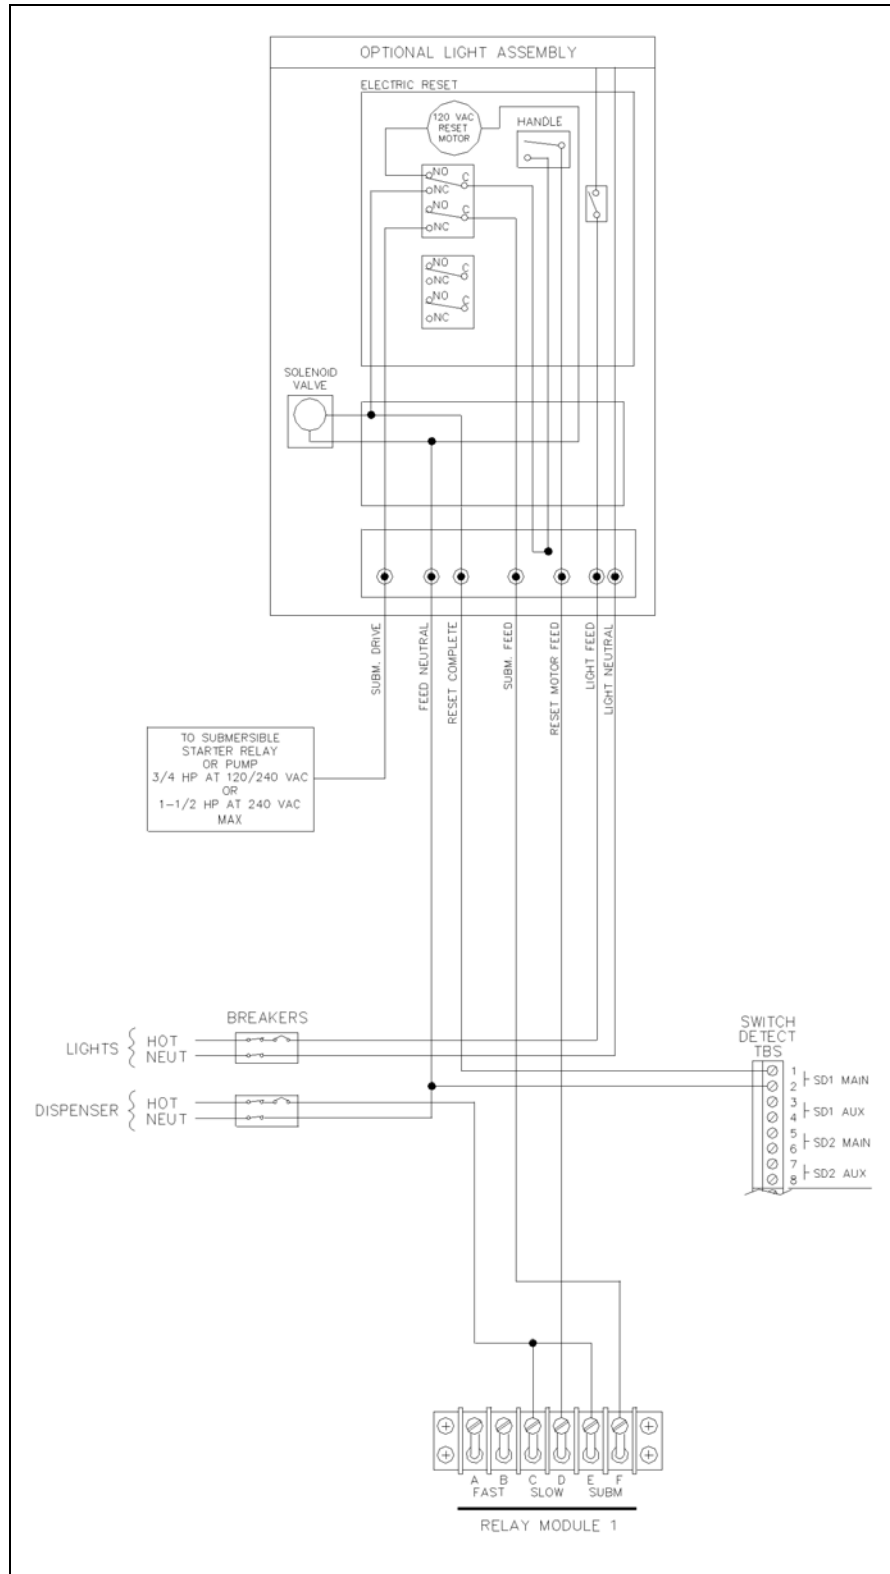 OPTIONAL LIGHT ASSEMBLY
ELECTRIC RESET
120 VAC
RESET
MOTOR
HANDLE
NO
C
NC
NO
C
NC
NO
C
NC
NO
C
NC
SOLENOID
VALVE
SUBM. DRIVE
FEED NEUTRAL
RESET COMPLETE
SUBM. FEED
RESET MOTOR FEED
LIGHT FEED
LIGHT NEUTRAL
TO SUBMERSIBLE
STARTER RELAY
OR PUMP
3/4 HP AT 120/240 VAC
OR
1-1/2 HP AT 240 VAC
MAX
BREAKERS
LIGHTS
HOT
NEUT
DISPENSER
HOT
NEUT
SWITCH
DETECT
TBS
1
2
SD1 MAIN
3
4
SD1 AUX
5
6
SD2 MAIN
7
8
SD2 AUX
A B C D E F
FAST SLOW SUBM
RELAY MODULE 1